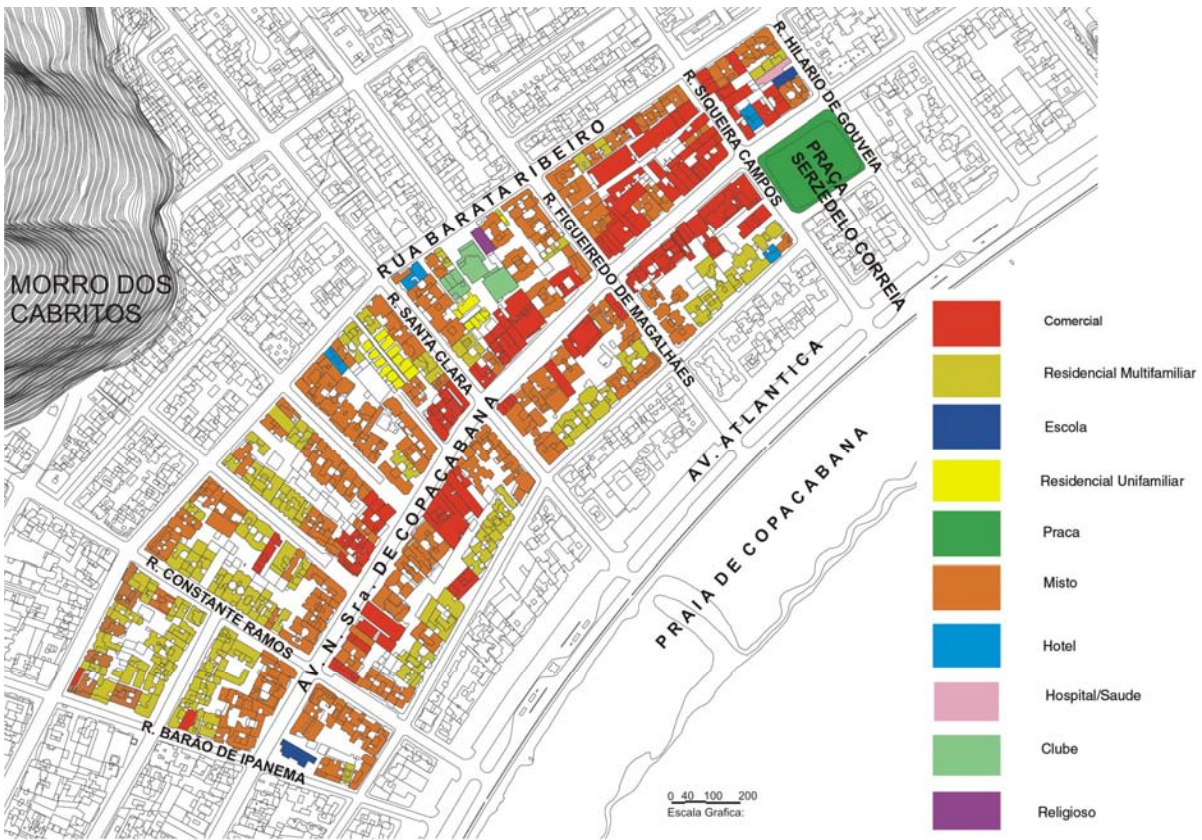 R. HILARIO DE GOUVEIA
R. SIQUEIRA CAMPOS
RUA BARATA RIBEIRO
PRAÇA
SERZEDELO CORREIA
R. FIGUEIREDO DE MAGALHÃES
MORRO DOS
CABRITOS
R. SANTA CLARA
AV. N. Sra. DE COPACABANA
AV. ATLANTICA
PRAIA DE COPACABANA
R. CONSTANTE RAMOS
R. BARÃO DE IPANEMA
0 40 100 200
Escala Grafica:
Comercial
Residencial Multifamiliar
Escola
Residencial Unifamiliar
Praca
Misto
Hotel
Hospital/Saude
Clube
Religioso